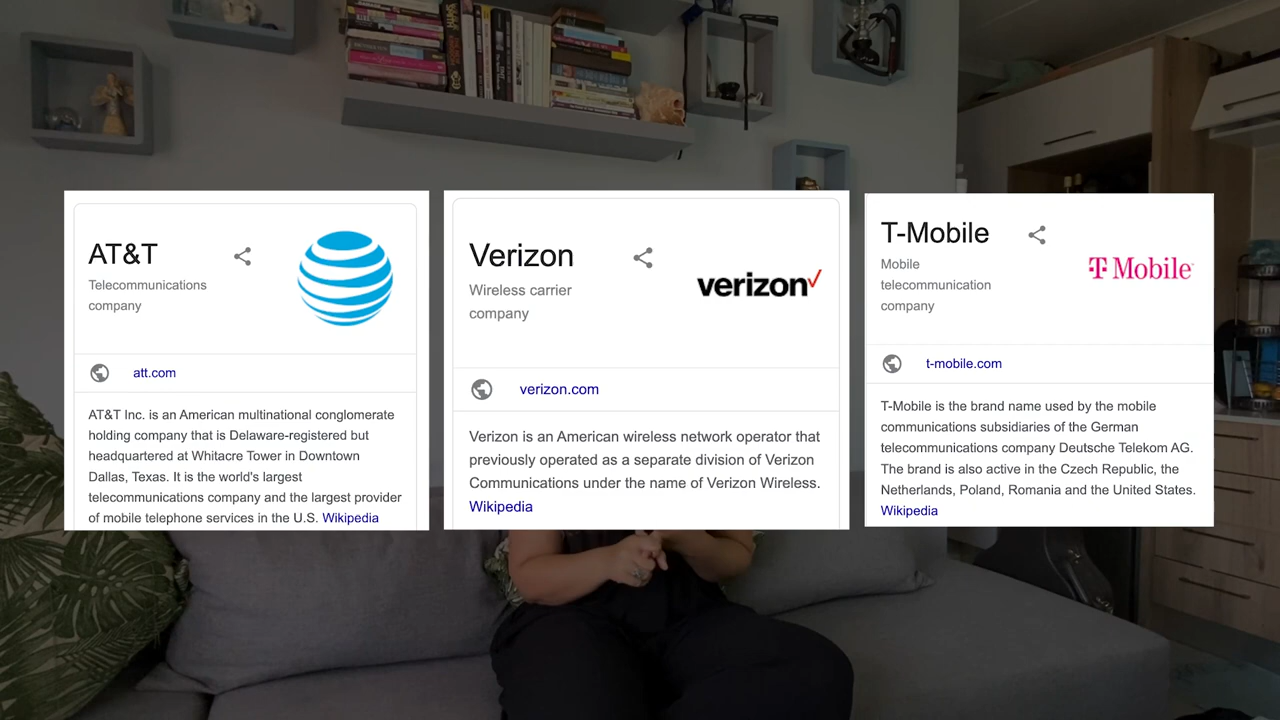 AT&T
Telecommunications
company
att.com
AT&T Inc. is an American multinational conglomerate
holding company that is Delaware-registered but
headquartered at Whitacre Tower in Downtown
Dallas, Texas. It is the world's largest
telecommunications company and the largest provider
of mobile telephone services in the U.S. Wikipedia
Verizon
Wireless carrier
company
verizon
verizon.com
Verizon is an American wireless network operator that
previously operated as a separate division of Verizon
Communications under the name of Verizon Wireless.
Wikipedia
T-Mobile
Mobile
telecommunication
company
T Mobile
t-mobile.com
T-Mobile is the brand name used by the mobile
communications subsidiaries of the German
telecommunications company Deutsche Telekom AG.
The brand is also active in the Czech Republic, the
Netherlands, Poland, Romania and the United States.
Wikipedia